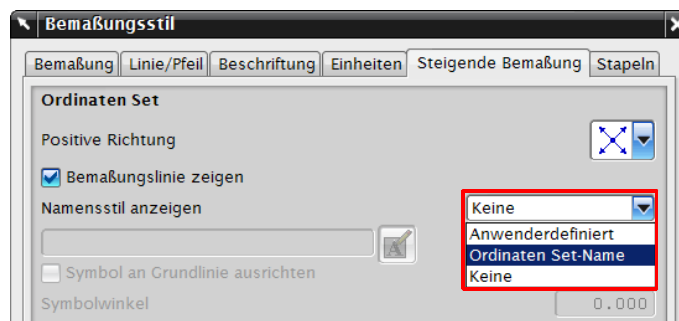 Bemaßungsstil
Bemaßung Linie/Pfeil Beschriftung Einheiten Steigende Bemaßung Stapeln
Ordinaten Set
Positive Richtung
Bemaßungslinie zeigen
Namensstil anzeigen Keine
Anwenderdefiniert
Ordinaten Set-Name
Keine
Symbol an Grundlinie ausrichten
Symbolwinkel 0.000